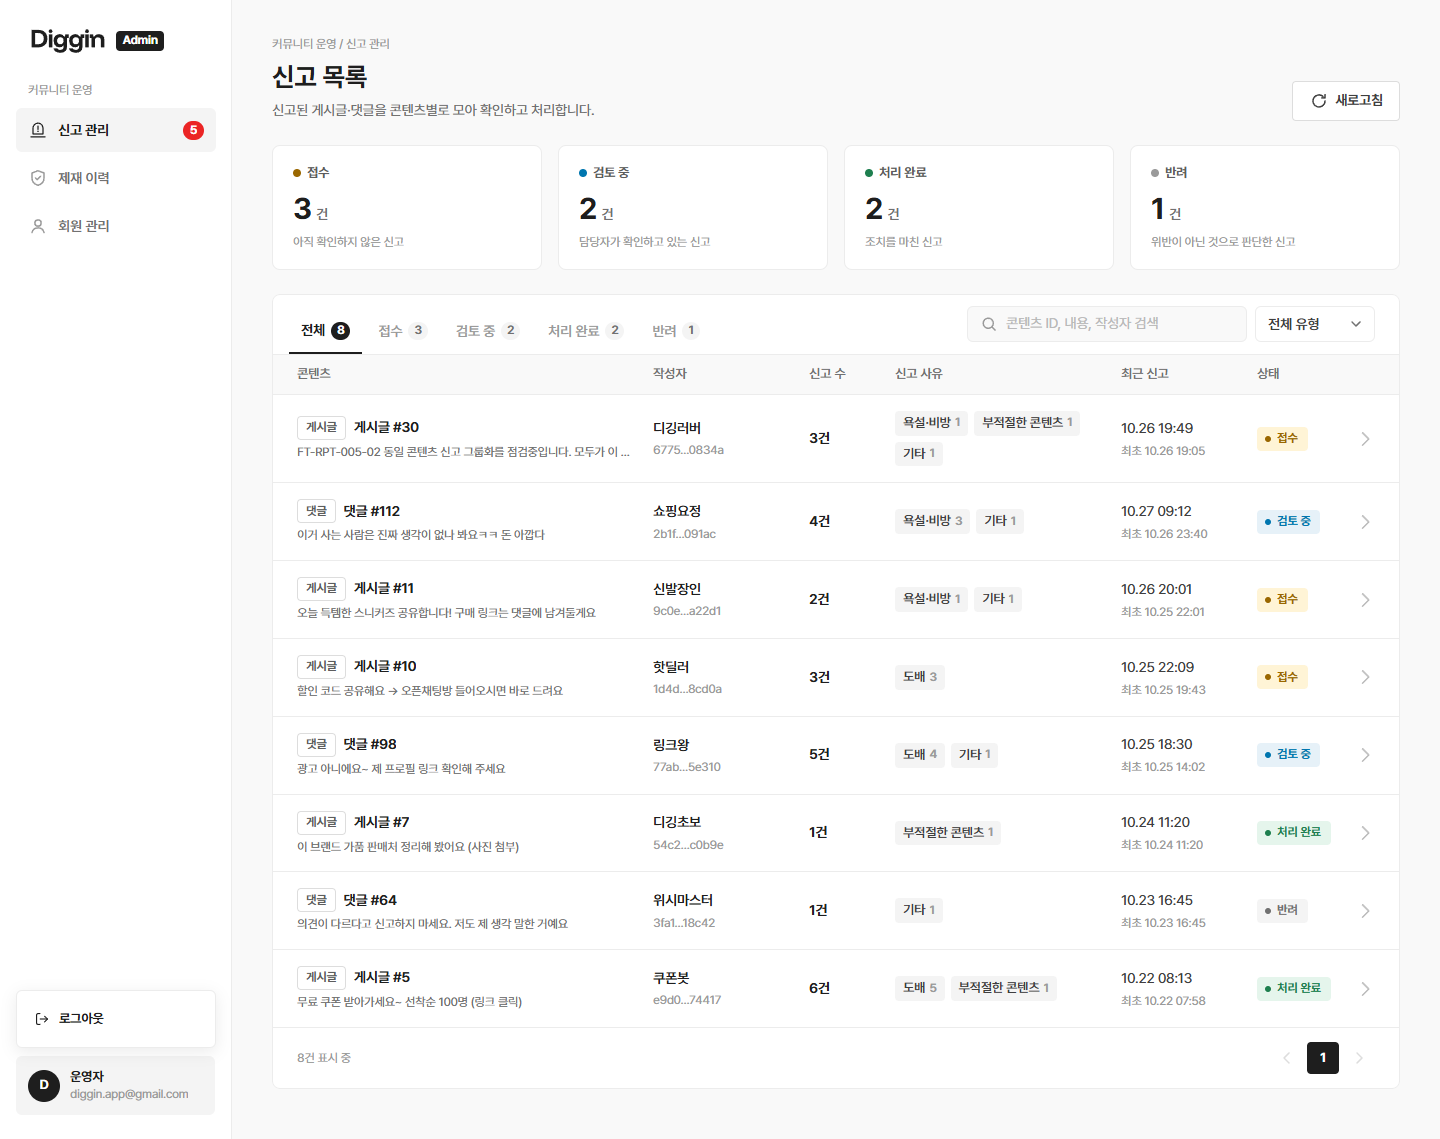 Diggin Admin
커뮤니티 운영
신고 관리 5
제재 이력
회원 관리
로그아웃
D 운영자
diggin.app@gmail.com
커뮤니티 운영 / 신고 관리
신고 목록
신고된 게시글·댓글을 콘텐츠별로 모아 확인하고 처리합니다.
새로고침
접수
3 건
아직 확인하지 않은 신고
검토 중
2 건
담당자가 확인하고 있는 신고
처리 완료
2 건
조치를 마친 신고
반려
1 건
위반이 아닌 것으로 판단한 신고
전체 8 접수 3 검토 중 2 처리 완료 2 반려 1
콘텐츠 ID, 내용, 작성자 검색
전체 유형
콘텐츠 작성자 신고 수 신고 사유 최근 신고 상태
게시글 게시글 #30
FT-RPT-005-02 동일 콘텐츠 신고 그룹화를 점검중입니다. 모두가 이 ...
디깅러버
6775...0834a
3건
욕설·비방 1 부적절한 콘텐츠 1
기타 1
10.26 19:49
최초 10.26 19:05
접수
댓글 댓글 #112
이거 사는 사람은 진짜 생각이 없나 봐요ㅋㅋ 돈 아깝다
쇼핑요정
2b1f...091ac
4건
욕설·비방 3 기타 1
10.27 09:12
최초 10.26 23:40
검토 중
게시글 게시글 #11
오늘 득템한 스니커즈 공유합니다! 구매 링크는 댓글에 남겨둘게요
신발장인
9c0e...a22d1
2건
욕설·비방 1 기타 1
10.26 20:01
최초 10.25 22:01
접수
게시글 게시글 #10
할인 코드 공유해요 → 오픈채팅방 들어오시면 바로 드려요
핫딜러
1d4d...8cd0a
3건
도배 3
10.25 22:09
최초 10.25 19:43
접수
댓글 댓글 #98
광고 아니에요~ 제 프로필 링크 확인해 주세요
링크왕
77ab...5e310
5건
도배 4 기타 1
10.25 18:30
최초 10.25 14:02
검토 중
게시글 게시글 #7
이 브랜드 가품 판매처 정리해 봤어요 (사진 첨부)
디깅초보
54c2...c0b9e
1건
부적절한 콘텐츠 1
10.24 11:20
최초 10.24 11:20
처리 완료
댓글 댓글 #64
의견이 다르다고 신고하지 마세요. 저도 제 생각 말한 거예요
위시마스터
3fa1...18c42
1건
기타 1
10.23 16:45
최초 10.23 16:45
반려
게시글 게시글 #5
무료 쿠폰 받아가세요~ 선착순 100명 (링크 클릭)
쿠폰봇
e9d0...74417
6건
도배 5 부적절한 콘텐츠 1
10.22 08:13
최초 10.22 07:58
처리 완료
8건 표시 중
1